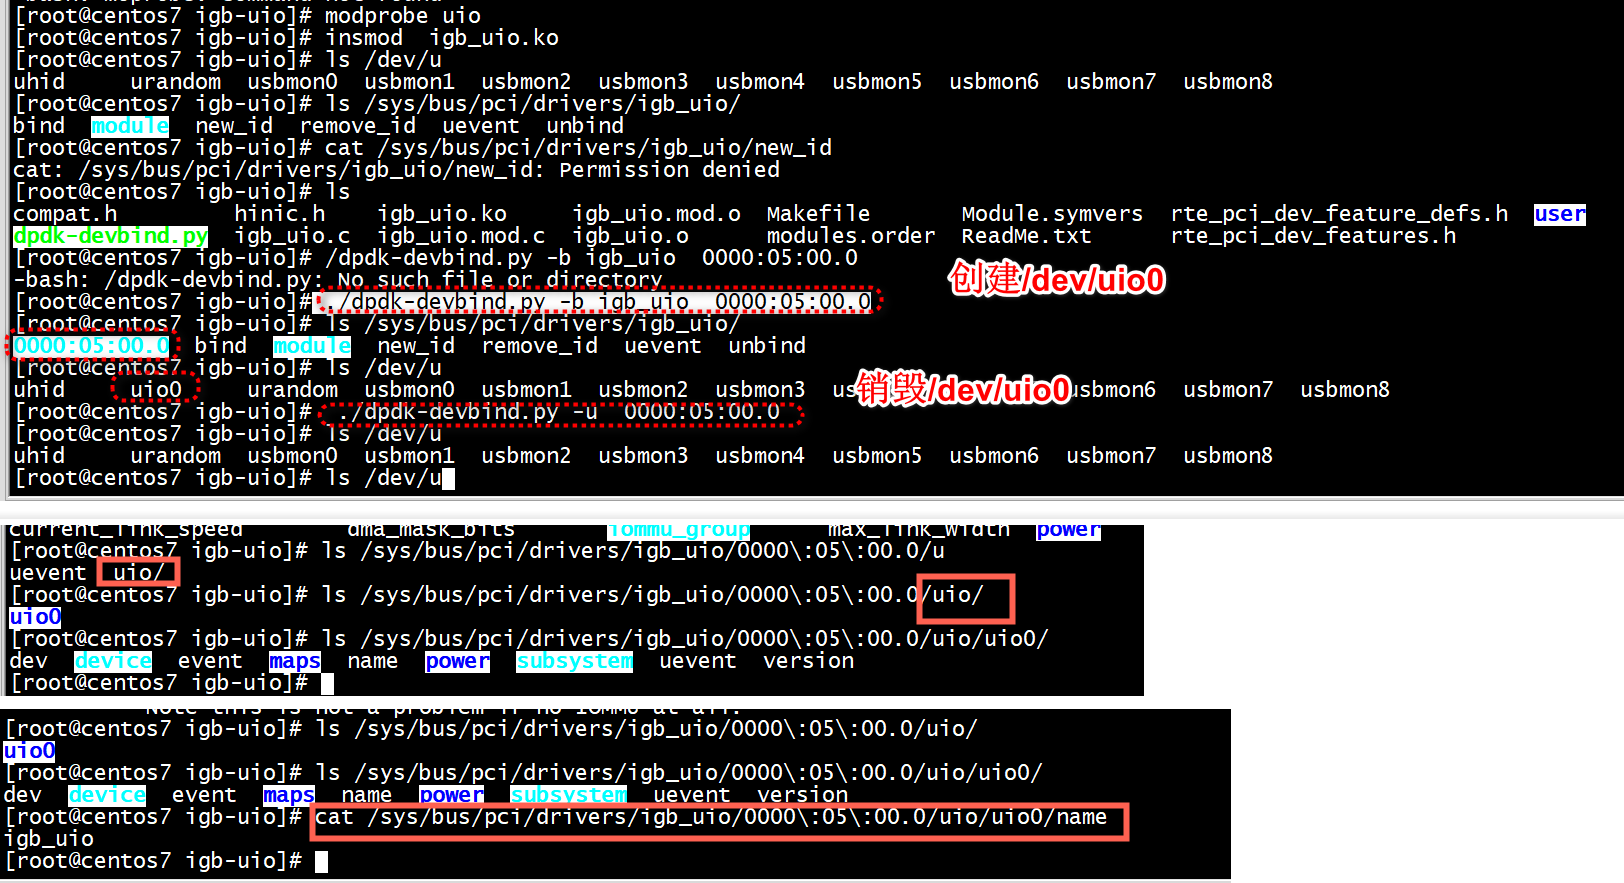 [root@centos7 igb-uio]# modprobe uio
[root@centos7 igb-uio]# insmod  igb_uio.ko
[root@centos7 igb-uio]# ls /dev/u
uhid     urandom  usbmon0  usbmon1  usbmon2  usbmon3  usbmon4  usbmon5  usbmon6  usbmon7  usbmon8
[root@centos7 igb-uio]# ls /sys/bus/pci/drivers/igb_uio/
bind  module  new_id  remove_id  uevent  unbind
[root@centos7 igb-uio]# cat /sys/bus/pci/drivers/igb_uio/new_id
cat: /sys/bus/pci/drivers/igb_uio/new_id: Permission denied
[root@centos7 igb-uio]# ls
compat.h         hinic.h    igb_uio.ko     igb_uio.mod.o  Makefile       Module.symvers  rte_pci_dev_feature_defs.h  user
dpdk-devbind.py  igb_uio.c  igb_uio.mod.c  igb_uio.o      modules.order  ReadMe.txt      rte_pci_dev_features.h
[root@centos7 igb-uio]# /dpdk-devbind.py -b igb_uio  0000:05:00.0
-bash: /dpdk-devbind.py: No such file or directory
创建/dev/uio0
[root@centos7 igb-uio]# ./dpdk-devbind.py -b igb_uio  0000:05:00.0
[root@centos7 igb-uio]# ls /sys/bus/pci/drivers/igb_uio/
0000:05:00.0  bind  module  new_id  remove_id  uevent  unbind
[root@centos7 igb-uio]# ls /dev/u
uhid     uio0     urandom  usbmon0  usbmon1  usbmon2  usbmon3  usbmon6  usbmon7  usbmon8
销毁/dev/uio0
[root@centos7 igb-uio]#  ./dpdk-devbind.py -u  0000:05:00.0
[root@centos7 igb-uio]# ls /dev/u
uhid     urandom  usbmon0  usbmon1  usbmon2  usbmon3  usbmon4  usbmon5  usbmon6  usbmon7  usbmon8
[root@centos7 igb-uio]# ls /dev/u
current_link_speed        dma_mask_bits       iommu_group      max_link_width  power
[root@centos7 igb-uio]# ls /sys/bus/pci/drivers/igb_uio/0000\:05\:00.0/u
uevent  uio/
[root@centos7 igb-uio]# ls /sys/bus/pci/drivers/igb_uio/0000\:05\:00.0/uio/
uio0
[root@centos7 igb-uio]# ls /sys/bus/pci/drivers/igb_uio/0000\:05\:00.0/uio/uio0/
dev  device  event  maps  name  power  subsystem  uevent  version
[root@centos7 igb-uio]#
Note this is not a problem if no IOMMU at all.
[root@centos7 igb-uio]# ls /sys/bus/pci/drivers/igb_uio/0000\:05\:00.0/uio/
uio0
[root@centos7 igb-uio]# ls /sys/bus/pci/drivers/igb_uio/0000\:05\:00.0/uio/uio0/
dev  device  event  maps  name  power  subsystem  uevent  version
[root@centos7 igb-uio]# cat /sys/bus/pci/drivers/igb_uio/0000\:05\:00.0/uio/uio0/name
igb_uio
[root@centos7 igb-uio]#